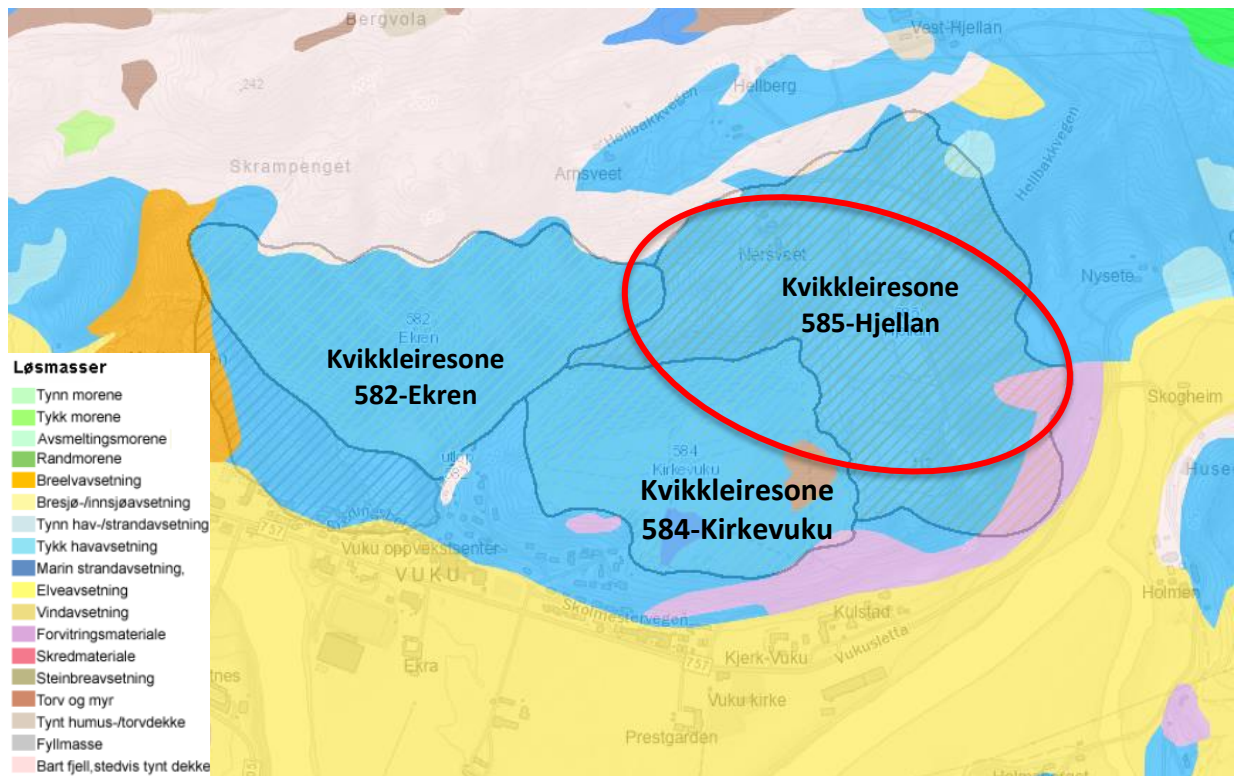 Bergvola
Vest-Hjellan
242
Hellberg
Hellbakkvegen
Skrampenget
Arnsveet
Hellbakkvegen
Nersveet
Nysete
Kvikkleiresone
585-Hjellan
582
Ekren
Kvikkleiresone
582-Ekren
Skogheim
584
Kirkevuku
Kvikkleiresone
584-Kirkevuku
Vuku oppvekstsenter
VUKU
757
Skolmestervegen
Kulstad
Holmen
Vukusletta
Kjerk-Vuku
757
Ekra
Vuku kirke
Prestgarden
Løsmasser
Tynn morene
Tykk morene
Avsmeltingsmorene
Randmorene
Breelvavsetning
Bresjø-/innsjøavsetning
Tynn hav-/strandavsetning
Tykk havavsetning
Marin strandavsetning,
Elveavsetning
Vindavsetning
Forvitringsmateriale
Skredmateriale
Steinbreavsetning
Torv og myr
Tynt humus-/torvdekke
Fyllmasse
Bart fjell,stedvis tynt dekke